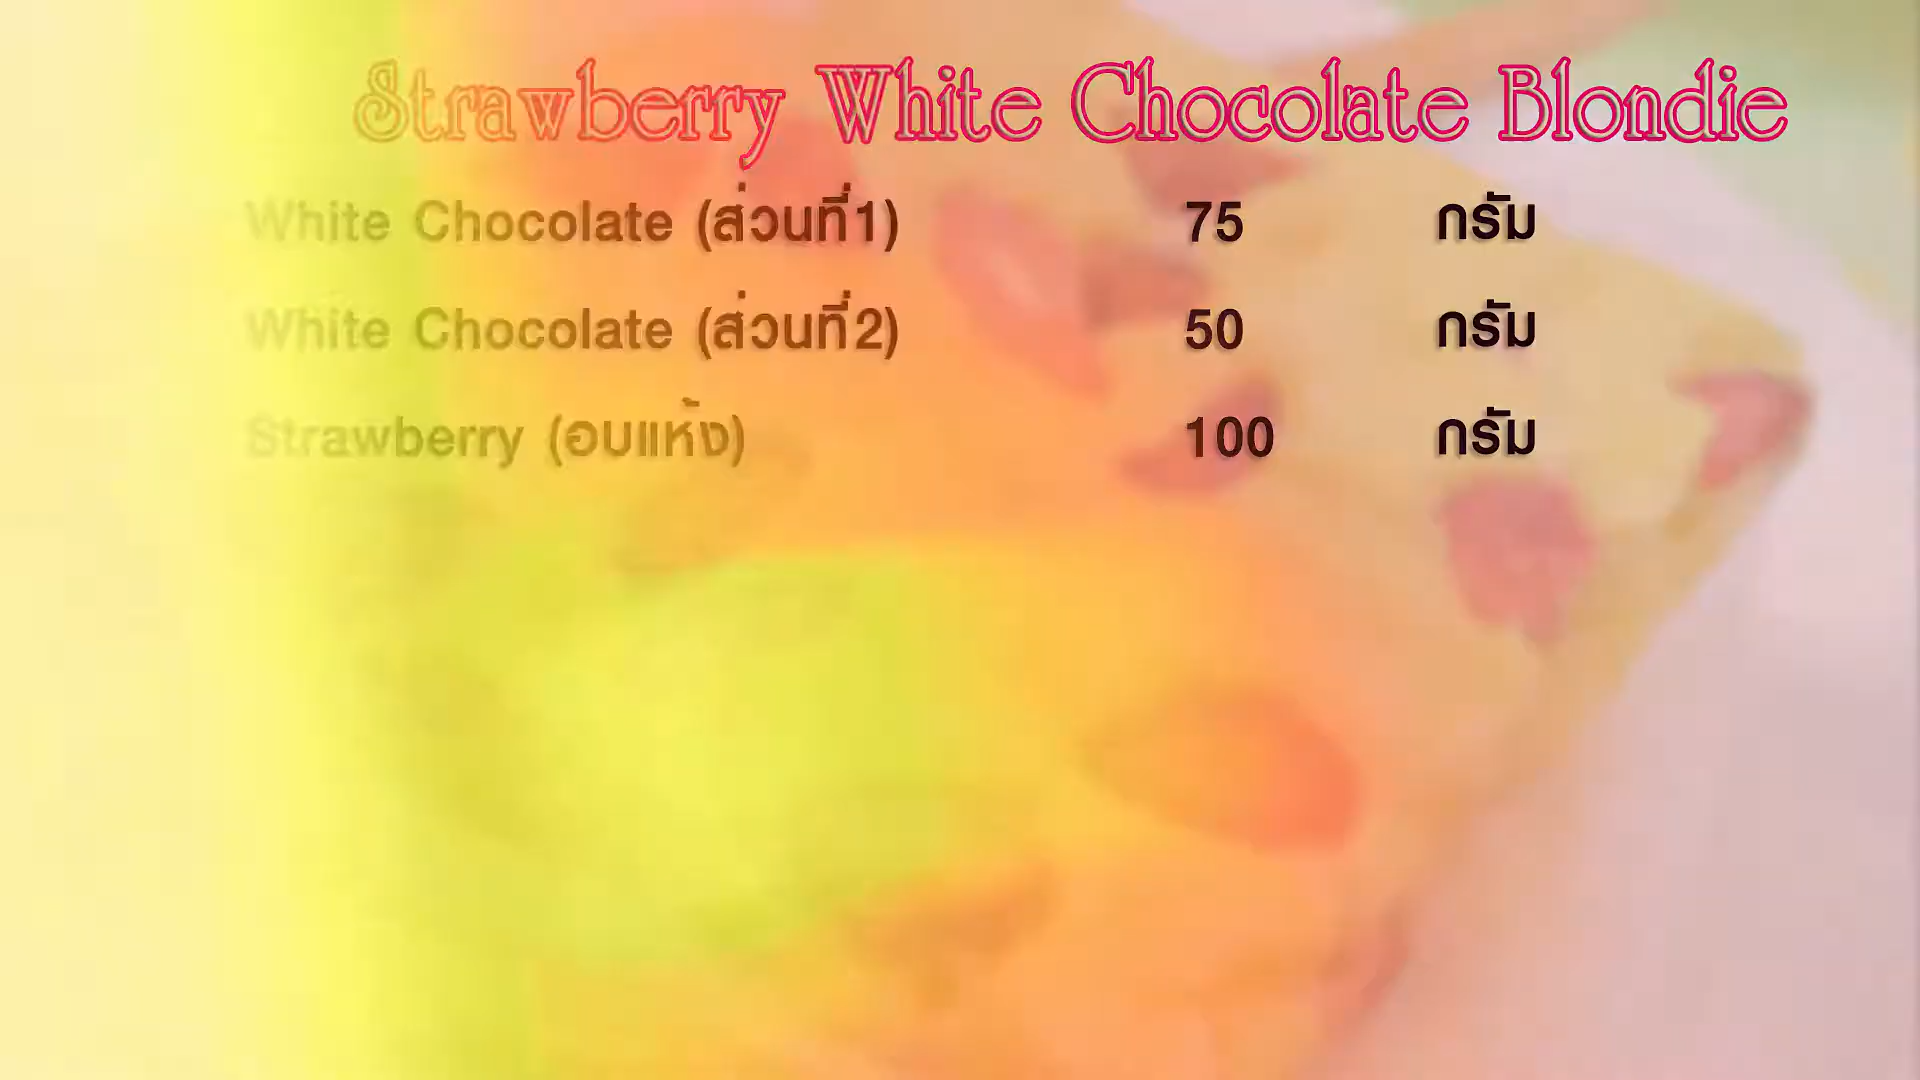 Strawberry White Chocolate Blondie
White Chocolate (ส่วนที่1) 75 กรัม
White Chocolate (ส่วนที่2) 50 กรัม
Strawberry (อบแห้ง) 100 กรัม